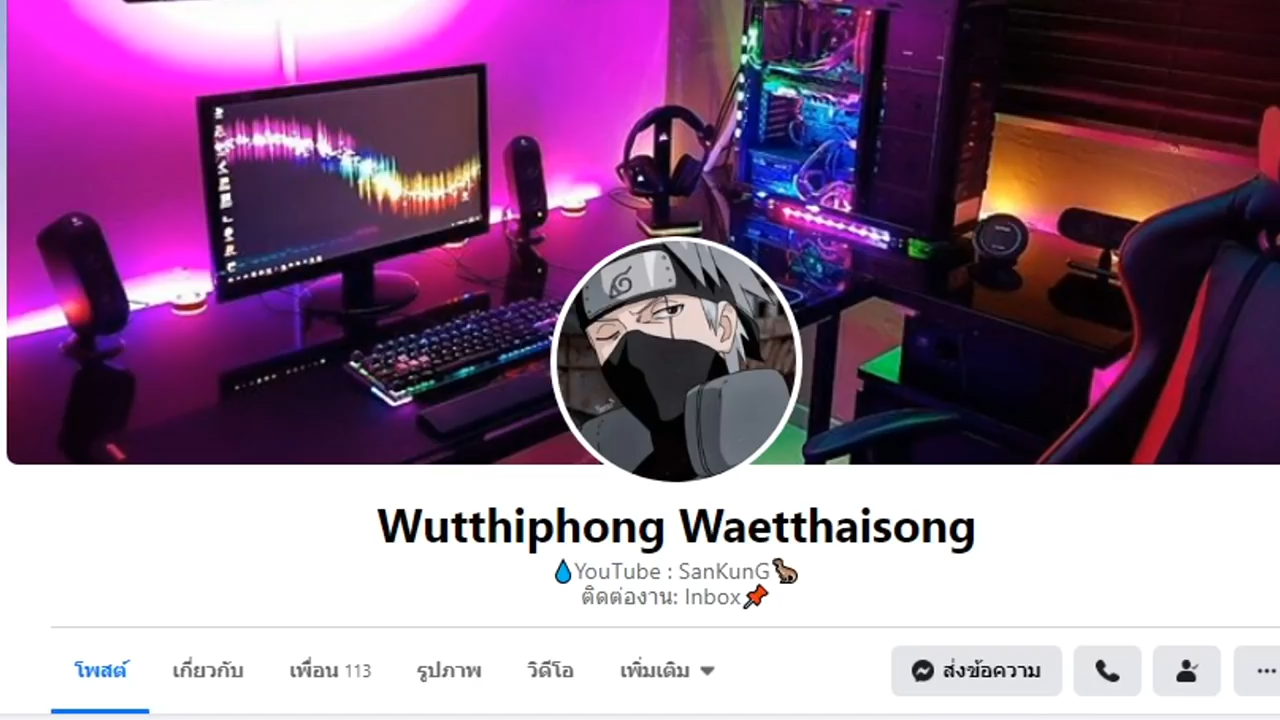 Wutthiphong Waetthaisong
💧YouTube : SanKunG🦦
ติดต่องาน: Inbox📌
โพสต์ เกี่ยวกับ เพื่อน 113 รูปภาพ วิดีโอ เพิ่มเติม ส่งข้อความ